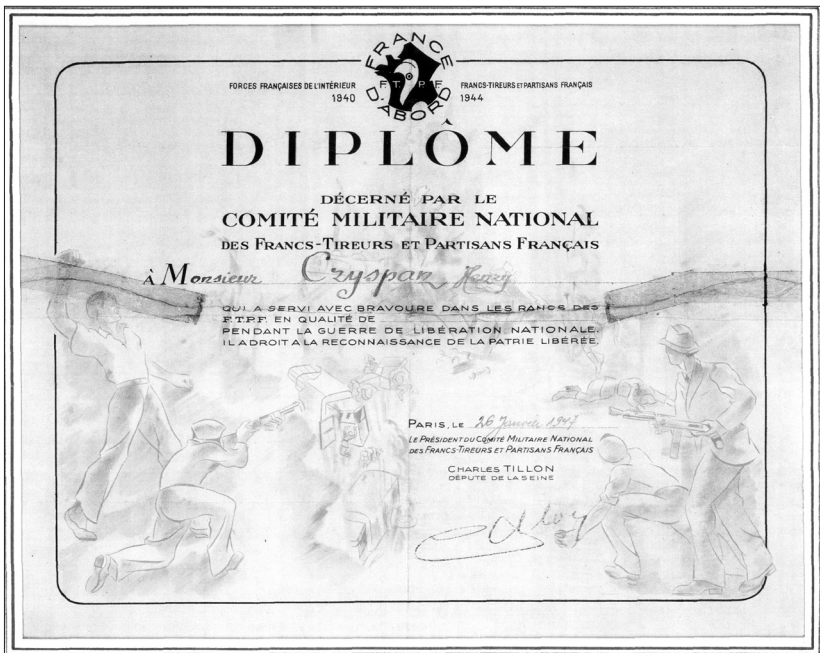 FRANCE
F.T.P.F.
D'ABORD
FORCES FRANÇAISES DE L'INTÉRIEUR
1940
FRANCS-TIREURS ET PARTISANS FRANÇAIS
1944
DIPLÔME
DÉCERNÉ PAR LE
COMITÉ MILITAIRE NATIONAL
DES FRANCS-TIREURS ET PARTISANS FRANÇAIS
À Monsieur Cryspan Henry
QUI A SERVI AVEC BRAVOURE DANS LES RANGS DES
F.T.P.F. EN QUALITÉ DE
PENDANT LA GUERRE DE LIBÉRATION NATIONALE.
IL A DROIT A LA RECONNAISSANCE DE LA PATRIE LIBÉRÉE.
PARIS, LE 26 Janvier 1947
LE PRÉSIDENT DU COMITÉ MILITAIRE NATIONAL
DES FRANCS-TIREURS ET PARTISANS FRANÇAIS
CHARLES TILLON
DÉPUTÉ DE LA SEINE